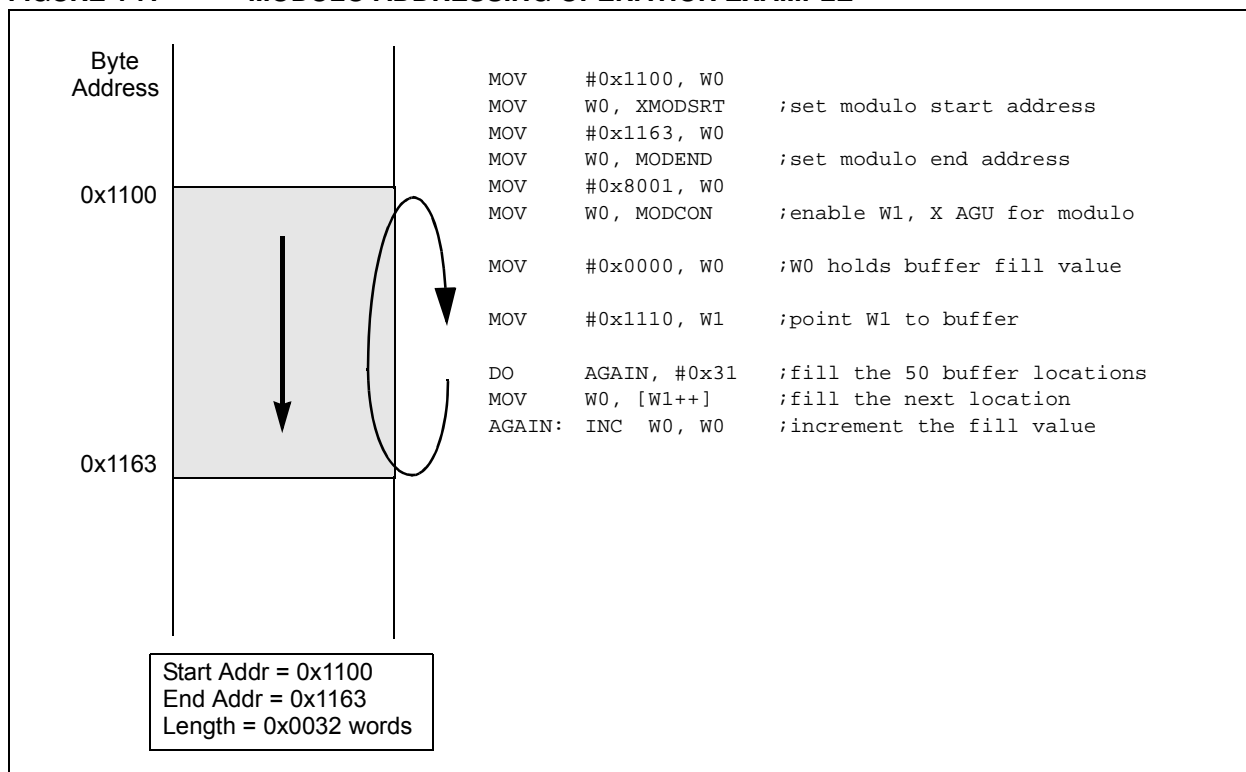 Byte
Address
0x1100
0x1163
MOV #0x1100, W0
MOV W0, XMODSRT ;set modulo start address
MOV #0x1163, W0
MOV W0, MODEND ;set modulo end address
MOV #0x8001, W0
MOV W0, MODCON ;enable W1, X AGU for modulo
MOV #0x0000, W0 ;W0 holds buffer fill value
MOV #0x1110, W1 ;point W1 to buffer
DO AGAIN, #0x31 ;fill the 50 buffer locations
MOV W0, [W1++] ;fill the next location
AGAIN: INC W0, W0 ;increment the fill value
Start Addr = 0x1100
End Addr = 0x1163
Length = 0x0032 words